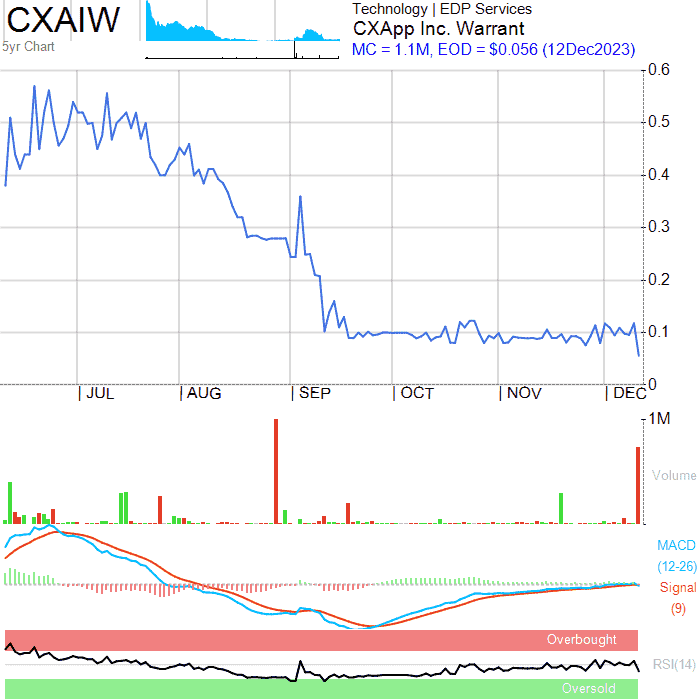 CXAIW
5yr Chart
Technology | EDP Services
CXApp Inc. Warrant
MC = 1.1M, EOD = $0.056 (12Dec2023)
0.6
0.5
0.4
0.3
0.2
0.1
0
| JUL | AUG | SEP | OCT | NOV | DEC
1M
Volume
MACD
(12-26)
Signal
(9)
Overbought
RSI(14)
Oversold